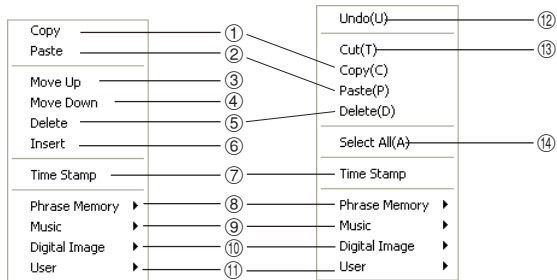 Copy
Paste
Move Up
Move Down
Delete
Insert
Time Stamp
Phrase Memory
Music
Digital Image
User
①
②
③
④
⑤
⑥
⑦
⑧
⑨
⑩
⑪
Undo(U)
Cut(T)
Copy(C)
Paste(P)
Delete(D)
Select All(A)
Time Stamp
Phrase Memory
Music
Digital Image
User
⑫
⑬
⑭